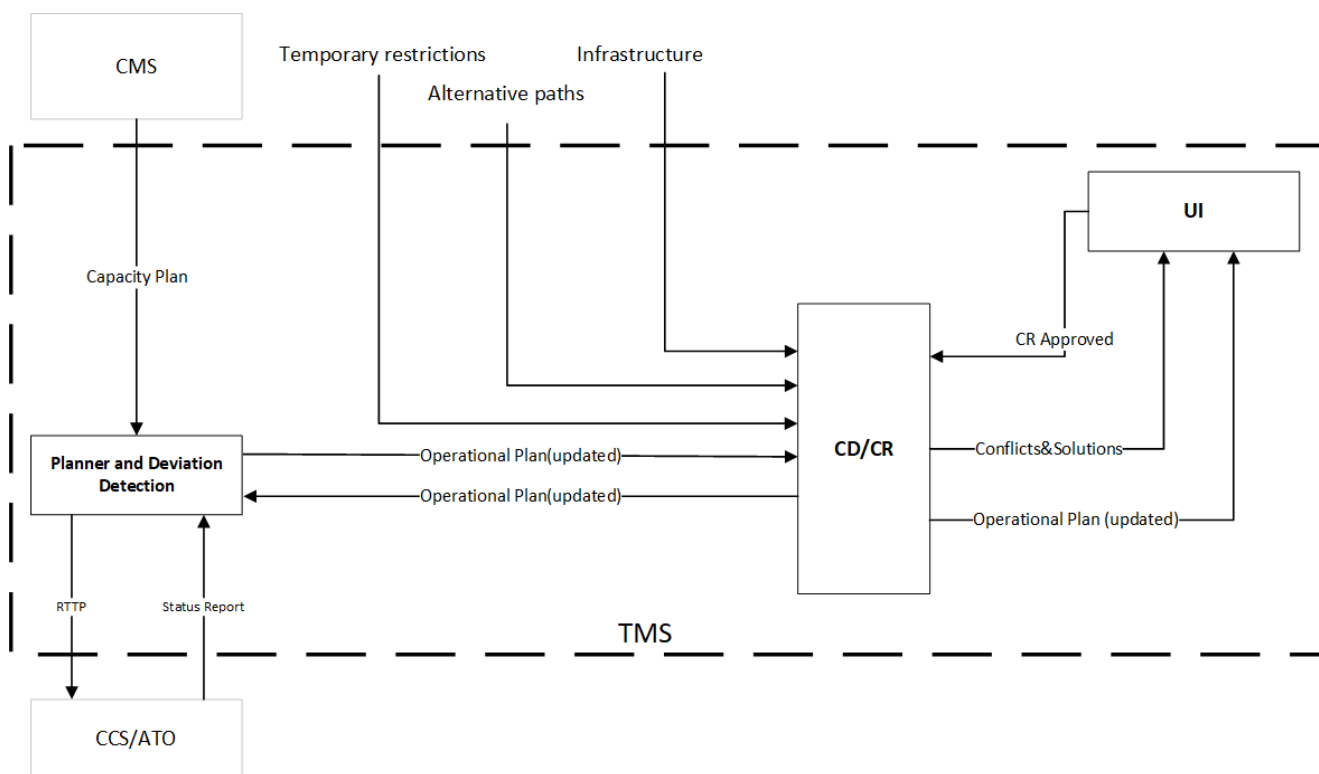 CMS
Temporary restrictions
Infrastructure
Alternative paths
UI
Capacity Plan
CR Approved
Planner and Deviation
Detection
Operational Plan(updated)
CD/CR
Conflicts&Solutions
Operational Plan(updated)
Operational Plan (updated)
RTTP
Status Report
TMS
CCS/ATO